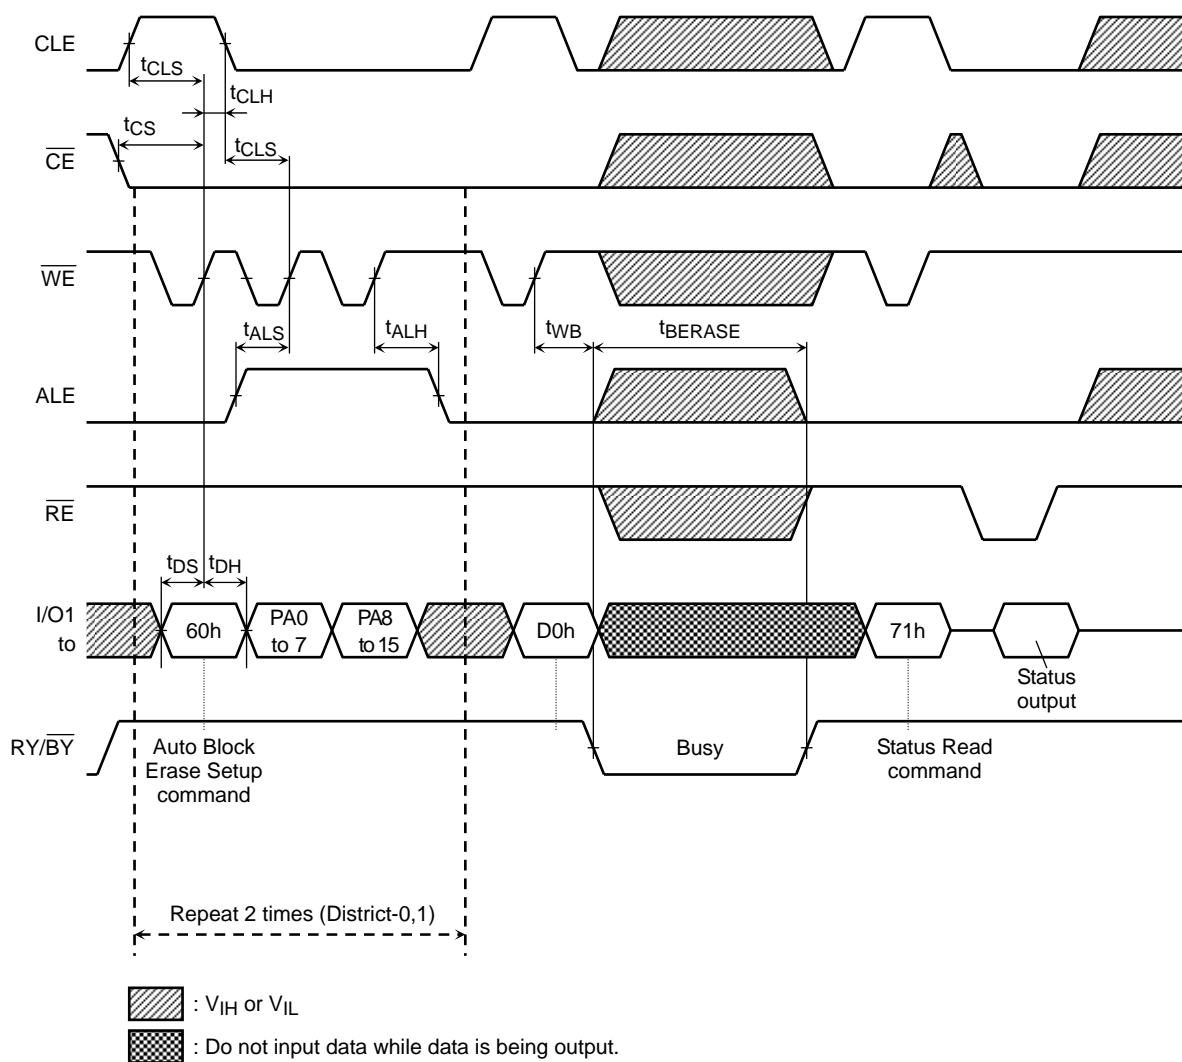 CLE
tCLS
tCLH
tCS
tCLS
CE
WE
tALS
tALH
tWB
tBERASE
ALE
RE
tDS
tDH
I/O1
to
60h
PA0
to 7
PA8
to 15
D0h
71h
Status
output
RY/BY
Auto Block
Erase Setup
command
Busy
Status Read
command
Repeat 2 times (District-0,1)
: VIH or VIL
: Do not input data while data is being output.